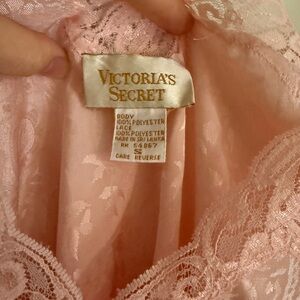 VICTORIA'S
SECRET
BODY
100% POLYESTER
LACE
100% POLYESTER
MADE IN SRI LANKA
RN 54867
S
CARE REVERSE